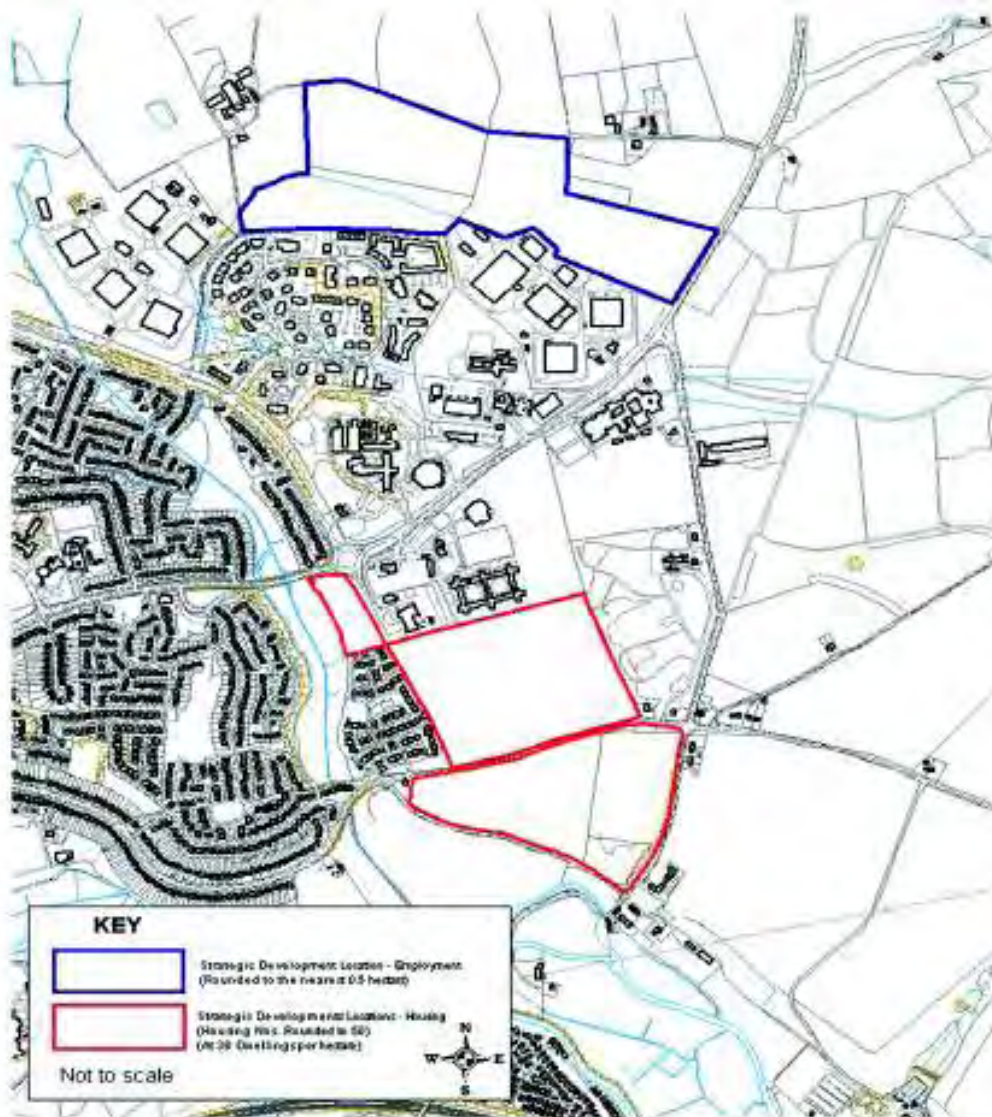 KEY
Strategic Development Location - Employment
(Rounded to the nearest 0.5 hectare)
Strategic Developments Locations - Housing
(Housing Nos. Rounded to 50)
(At 30 Dwellings per hectare)
Not to scale
N
W E
S